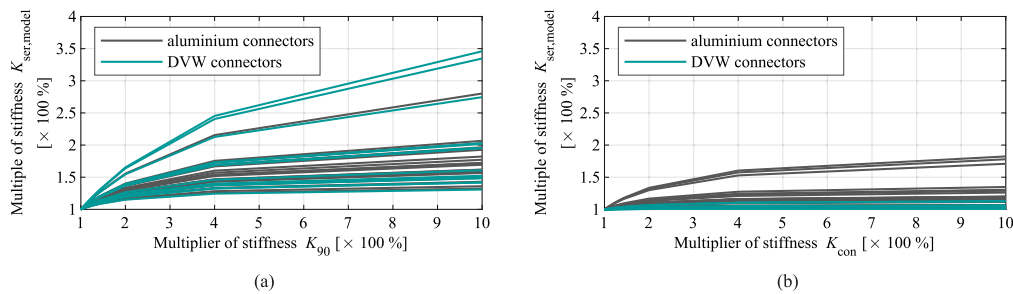 4
3.5
3
2.5
2
1.5
1
Multiple of stiffness K_ser,model
[× 100 %]
aluminium connectors
DVW connectors
1 2 3 4 5 6 7 8 9 10
Multiplier of stiffness K_90 [× 100 %]
(a)
4
3.5
3
2.5
2
1.5
1
Multiple of stiffness K_ser,model
[× 100 %]
aluminium connectors
DVW connectors
1 2 3 4 5 6 7 8 9 10
Multiplier of stiffness K_con [× 100 %]
(b)